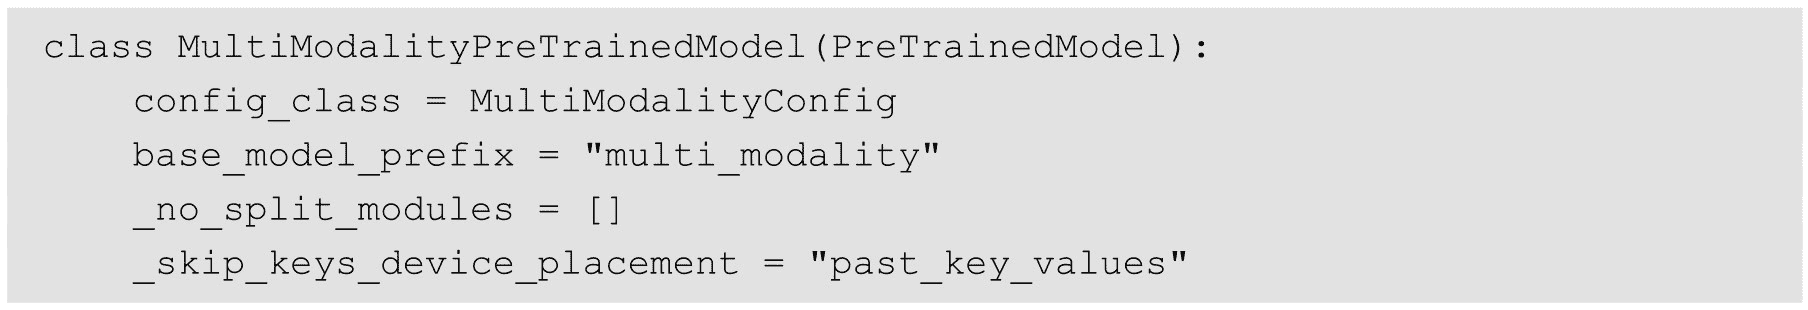 class MultiModalityPreTrainedModel(PreTrainedModel):
    config_class = MultiModalityConfig
    base_model_prefix = "multi_modality"
    _no_split_modules = []
    _skip_keys_device_placement = "past_key_values"